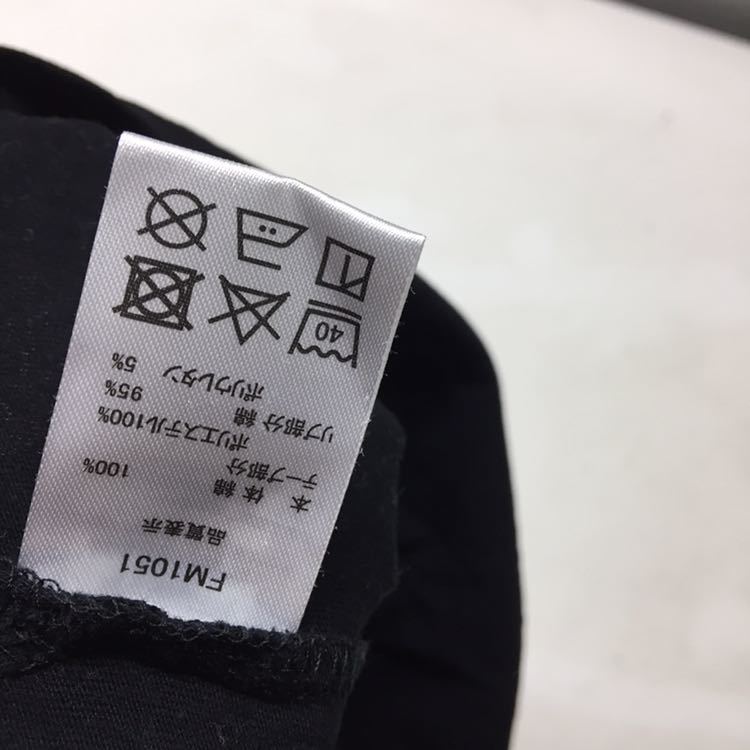 FM1051
品質表示
本 体 綿 100%
テープ部分
ポリエステル100%
リブ部分 綿 95%
ポリウレタン 5%
40